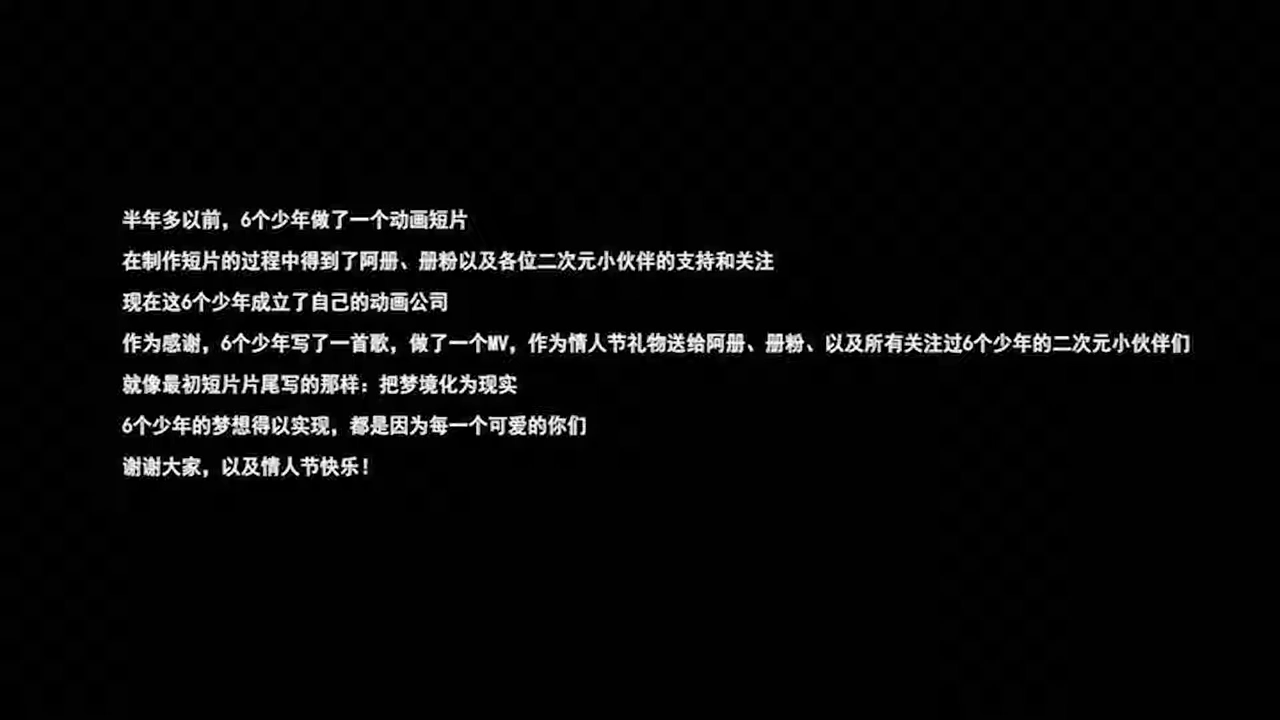 半年多以前，6个少年做了一个动画短片
在制作短片的过程中得到了阿册、册粉以及各位二次元小伙伴的支持和关注
现在这6个少年成立了自己的动画公司
作为感谢，6个少年写了一首歌，做了一个MV，作为情人节礼物送给阿册、册粉、以及所有关注过6个少年的二次元小伙伴们
就像最初短片片尾写的那样：把梦境化为现实
6个少年的梦想得以实现，都是因为每一个可爱的你们
谢谢大家，以及情人节快乐！